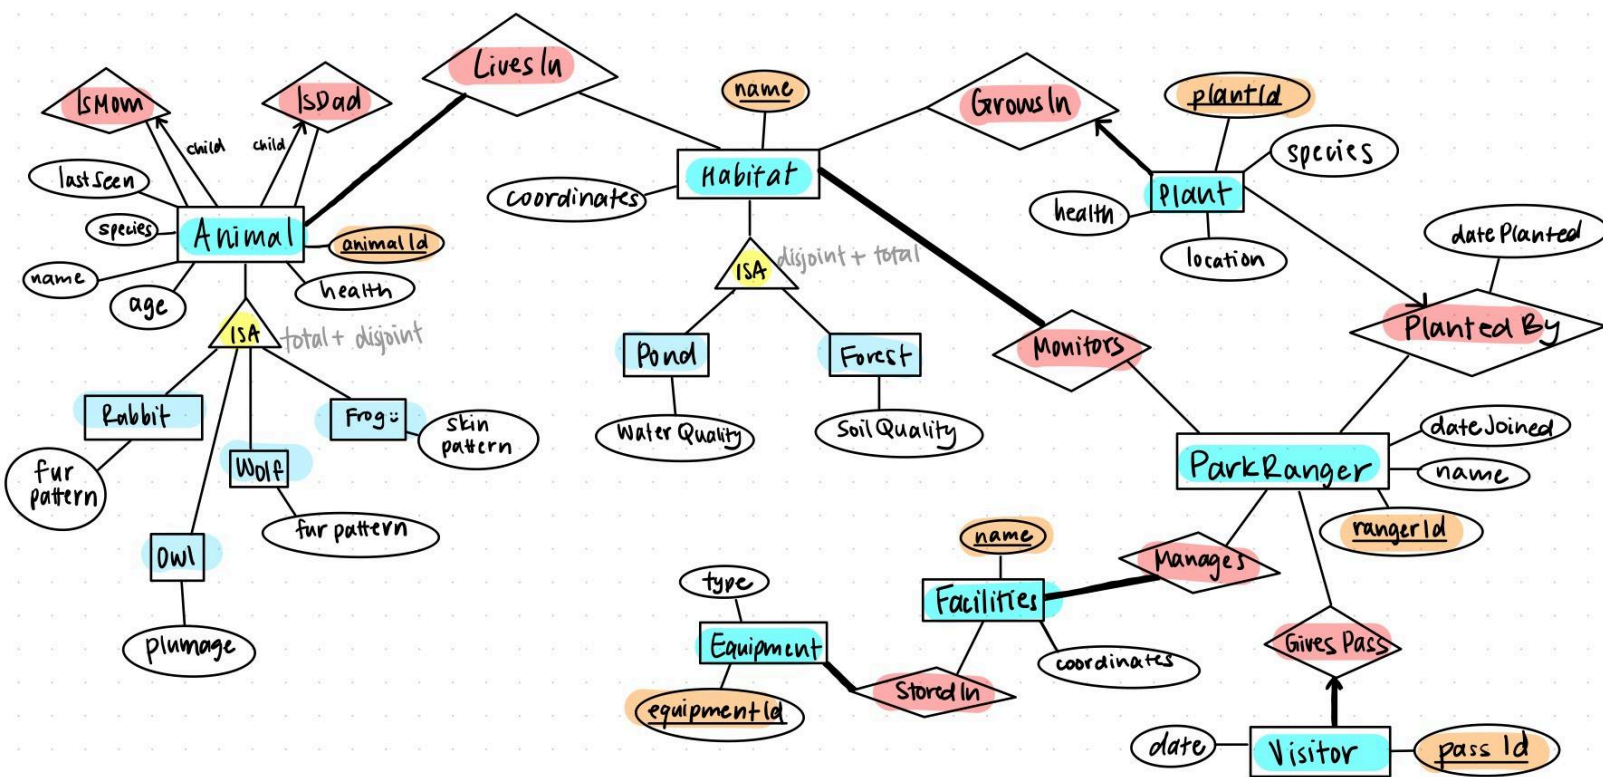 LivesIn
IsMom
IsDad
child
child
lastSeen
species
name
age
Animal
animalId
health
ISA
total + disjoint
Rabbit
fur
pattern
Owl
plumage
Wolf
fur pattern
Frog ü
skin
pattern
name
Habitat
coordinates
ISA
disjoint + total
Pond
Water Quality
Forest
Soil Quality
GrowsIn
plantId
species
Plant
health
location
datePlanted
Planted By
Monitors
ParkRanger
dateJoined
name
rangerId
Manages
name
Facilities
coordinates
type
Equipment
equipmentId
StoredIn
Gives Pass
date
Visitor
pass Id